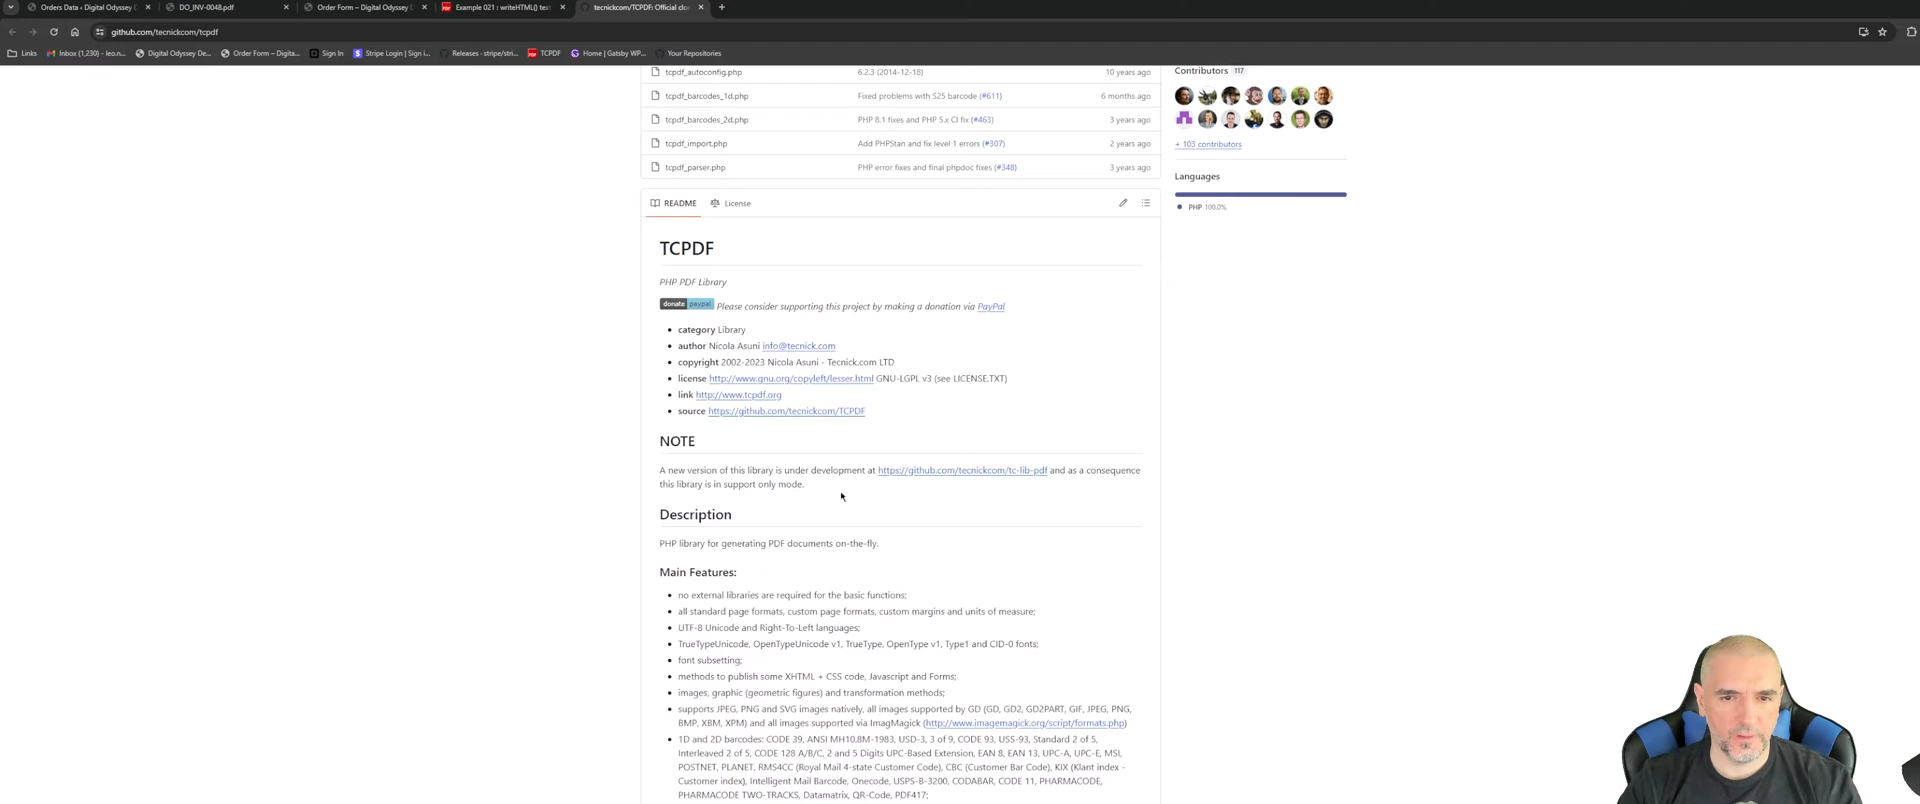 Orders Data ‹ Digital Odyssey D
DO_INV-0048.pdf
Order Form – Digital Odyssey De
Example 021 : writeHTML() text
tecnickcom/TCPDF: Official clo
github.com/tecnickcom/tcpdf
Links
Inbox (1,230) - leo.n...
Digital Odyssey De...
Order Form – Digita...
Sign In
Stripe Login | Sign i...
Releases · stripe/stri...
TCPDF
Home | Gatsby WP...
Your Repositories
tcpdf_autoconfig.php 6.2.3 (2014-12-18) 10 years ago
tcpdf_barcodes_1d.php Fixed problems with S25 barcode (#611) 6 months ago
tcpdf_barcodes_2d.php PHP 8.1 fixes and PHP 5.x CI fix (#463) 3 years ago
tcpdf_import.php Add PHPStan and fix level 1 errors (#307) 2 years ago
tcpdf_parser.php PHP error fixes and final phpdoc fixes (#348) 3 years ago
Contributors 117
+ 103 contributors
Languages
PHP 100.0%
README License
TCPDF
PHP PDF Library
donate paypal Please consider supporting this project by making a donation via PayPal
category Library
author Nicola Asuni info@tecnick.com
copyright 2002-2023 Nicola Asuni - Tecnick.com LTD
license http://www.gnu.org/copyleft/lesser.html GNU-LGPL v3 (see LICENSE.TXT)
link http://www.tcpdf.org
source https://github.com/tecnickcom/TCPDF
NOTE
A new version of this library is under development at https://github.com/tecnickcom/tc-lib-pdf and as a consequence
this library is in support only mode.
Description
PHP library for generating PDF documents on-the-fly.
Main Features:
no external libraries are required for the basic functions;
all standard page formats, custom page formats, custom margins and units of measure;
UTF-8 Unicode and Right-To-Left languages;
TrueTypeUnicode, OpenTypeUnicode v1, TrueType, OpenType v1, Type1 and CID-0 fonts;
font subsetting;
methods to publish some XHTML + CSS code, Javascript and Forms;
images, graphic (geometric figures) and transformation methods;
supports JPEG, PNG and SVG images natively, all images supported by GD (GD, GD2, GD2PART, GIF, JPEG, PNG,
BMP, XBM, XPM) and all images supported via ImagMagick (http://www.imagemagick.org/script/formats.php)
1D and 2D barcodes: CODE 39, ANSI MH10.8M-1983, USD-3, 3 of 9, CODE 93, USS-93, Standard 2 of 5,
Interleaved 2 of 5, CODE 128 A/B/C, 2 and 5 Digits UPC-Based Extension, EAN 8, EAN 13, UPC-A, UPC-E, MSI,
POSTNET, PLANET, RMS4CC (Royal Mail 4-state Customer Code), CBC (Customer Bar Code), KIX (Klant index -
Customer index), Intelligent Mail Barcode, Onecode, USPS-B-3200, CODABAR, CODE 11, PHARMACODE,
PHARMACODE TWO-TRACKS, Datamatrix, QR-Code, PDF417;